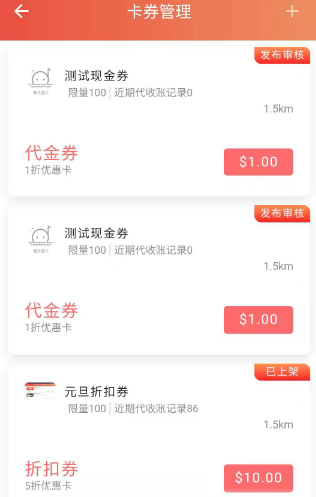 卡券管理
发布审核
测试现金券
限量100 | 近期代收账记录0
1.5km
代金券
1折优惠卡
$1.00
发布审核
测试现金券
限量100 | 近期代收账记录0
1.5km
代金券
1折优惠卡
$1.00
已上架
元旦折扣券
限量100 | 近期代收账记录86
1.5km
折扣券
5折优惠卡
$10.00